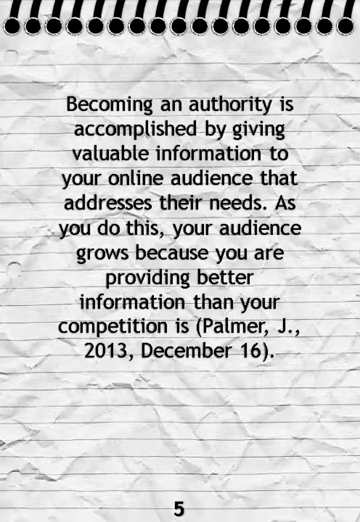 Becoming an authority is
accomplished by giving
valuable information to
your online audience that
addresses their needs. As
you do this, your audience
grows because you are
providing better
information than your
competition is (Palmer, J.,
2013, December 16).
5